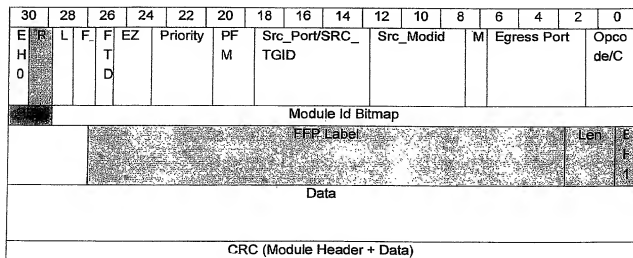 30 28 26 24 22 20 18 16 14 12 10 8 6 4 2 0
E R L F_ F EZ Priority PF Src_Port/SRC_ Src_Modid M Egress Port Opco
H T M TGID de/C
0 D
Module Id Bitmap
FFP Label Len E
H
1
Data
CRC (Module Header + Data)